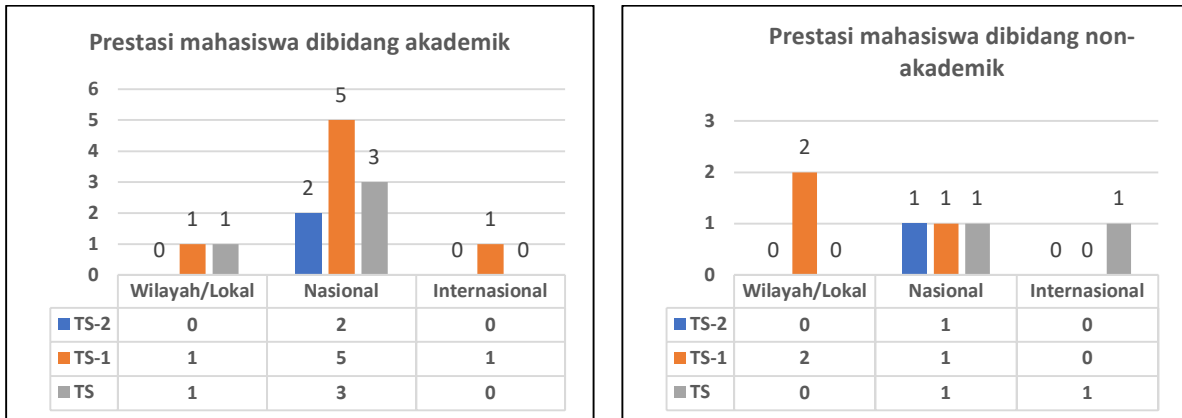 Prestasi mahasiswa dibidang akademik
6
5
4
3
2
1
0
0 1 1
2 5 3
0 1 0
Wilayah/Lokal Nasional Internasional
TS-2 0 2 0
TS-1 1 5 1
TS 1 3 0
Prestasi mahasiswa dibidang non-
akademik
3
2
1
0
0 2 0
1 1 1
0 0 1
Wilayah/Lokal Nasional Internasional
TS-2 0 1 0
TS-1 2 1 0
TS 0 1 1